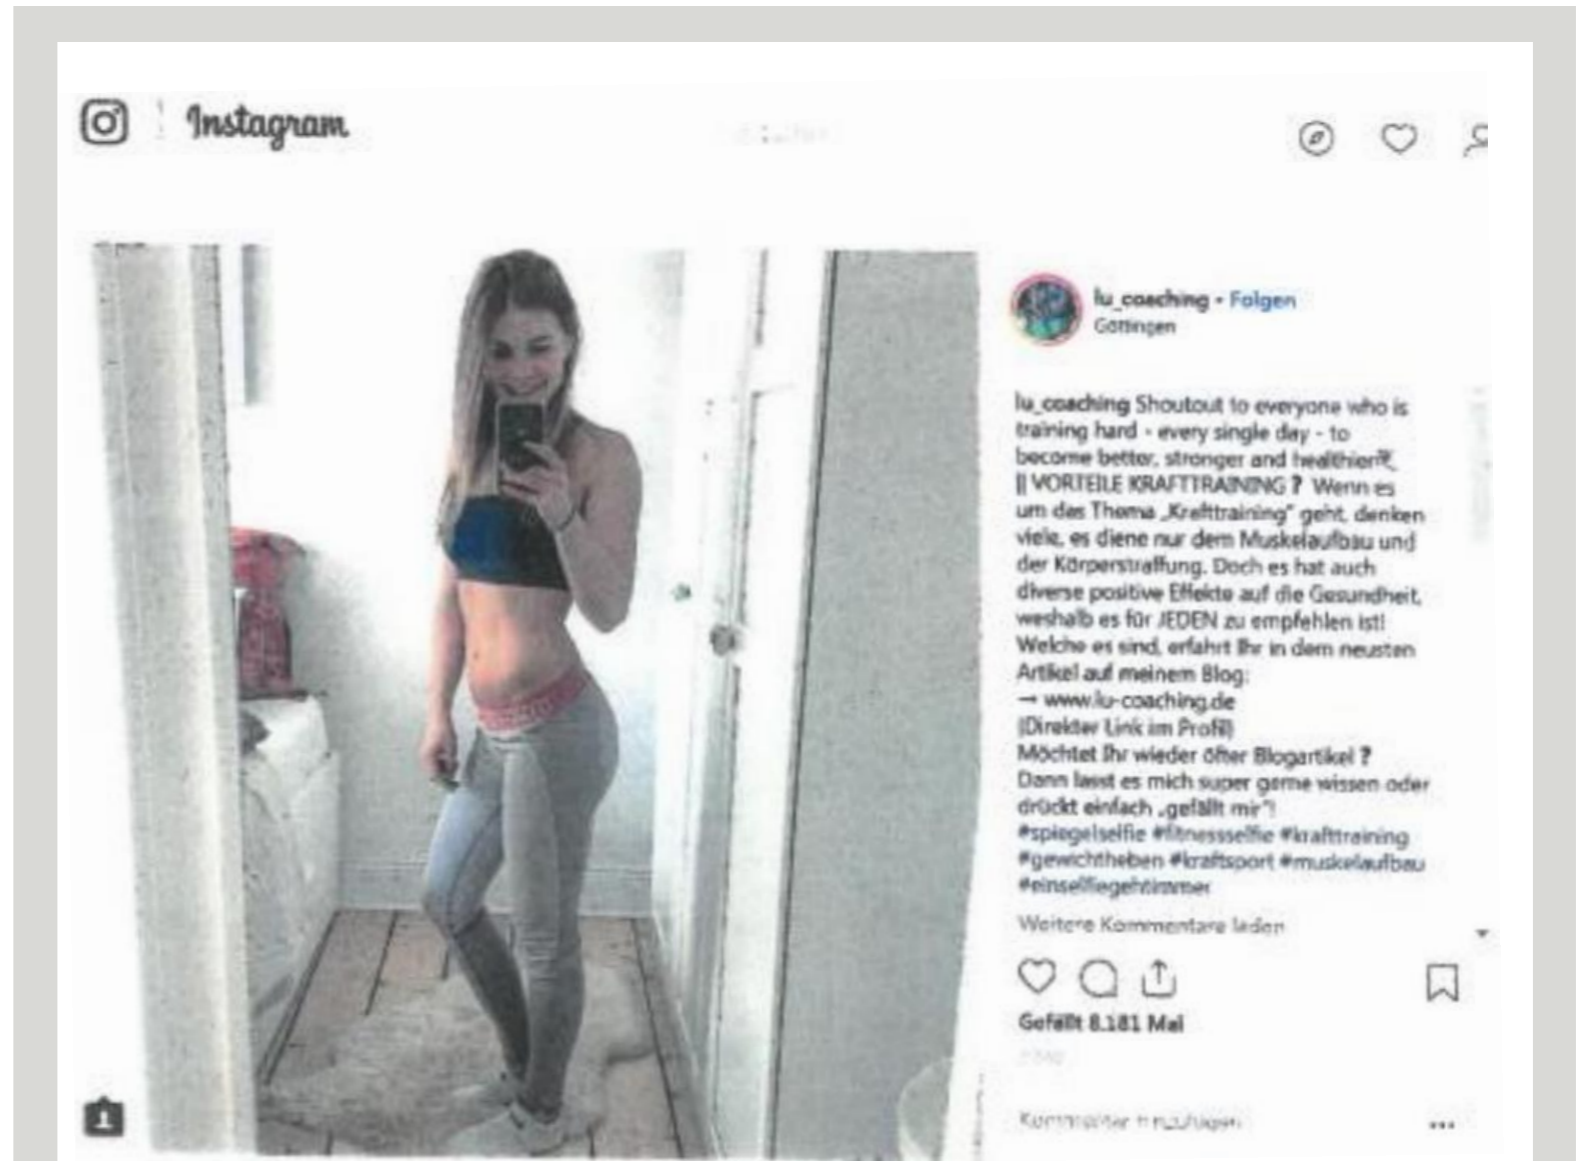 Instagram
lu_coaching • Folgen
Göttingen
lu_coaching Shoutout to everyone who is
training hard - every single day - to
become better, stronger and healthier
|| VORTEILE KRAFTTRAINING ? Wenn es
um das Thema „Krafttraining" geht, denken
viele, es diene nur dem Muskelaufbau und
der Körperstraffung. Doch es hat auch
diverse positive Effekte auf die Gesundheit,
weshalb es für JEDEN zu empfehlen ist!
Welche es sind, erfahrt Ihr in dem neusten
Artikel auf meinem Blog:
→ www.lu-coaching.de
(Direkter Link im Profil)
Möchtet Ihr wieder öfter Blogartikel ?
Dann lasst es mich super gerne wissen oder
drückt einfach „gefällt mir"!
#spiegelselfie #fitnessselfie #krafttraining
#gewichtheben #kraftsport #muskelaufbau
#einselfiegehtimmer
Weitere Kommentare laden
Gefällt 8.181 Mal
Kommentar hinzufügen